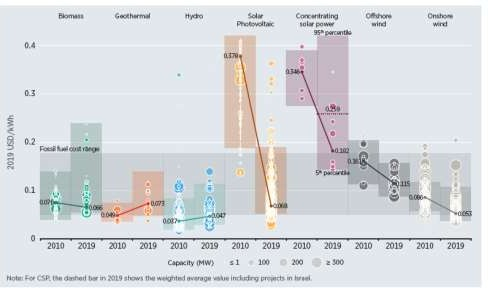 Biomass Geothermal Hydro Solar Photovoltaic Concentrating solar power Offshore wind Onshore wind
95th percentile
0.4
0.378
0.346
0.3
0.259
2019 USD/kWh
0.2
Fossil fuel cost range
0.182
0.161
5th percentile
0.115
0.1
0.076
0.066
0.049
0.073
0.037
0.047
0.068
0.086
0.053
0
2010 2019 2010 2019 2010 2019 2010 2019 2010 2019 2010 2019 2010 2019
Capacity (MW) ≤ 1 100 200 ≥ 300
Note: For CSP, the dashed bar in 2019 shows the weighted average value including projects in Israel.